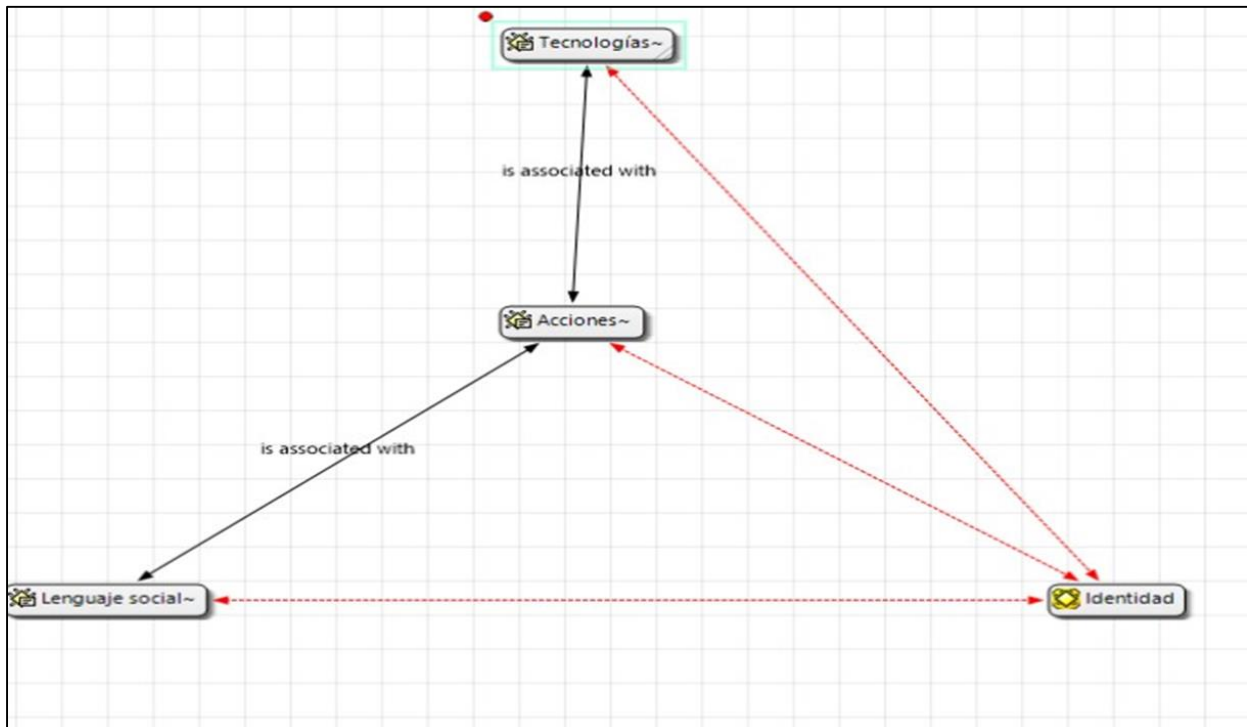 Tecnologías~
is associated with
Acciones~
is associated with
Lenguaje social~
Identidad